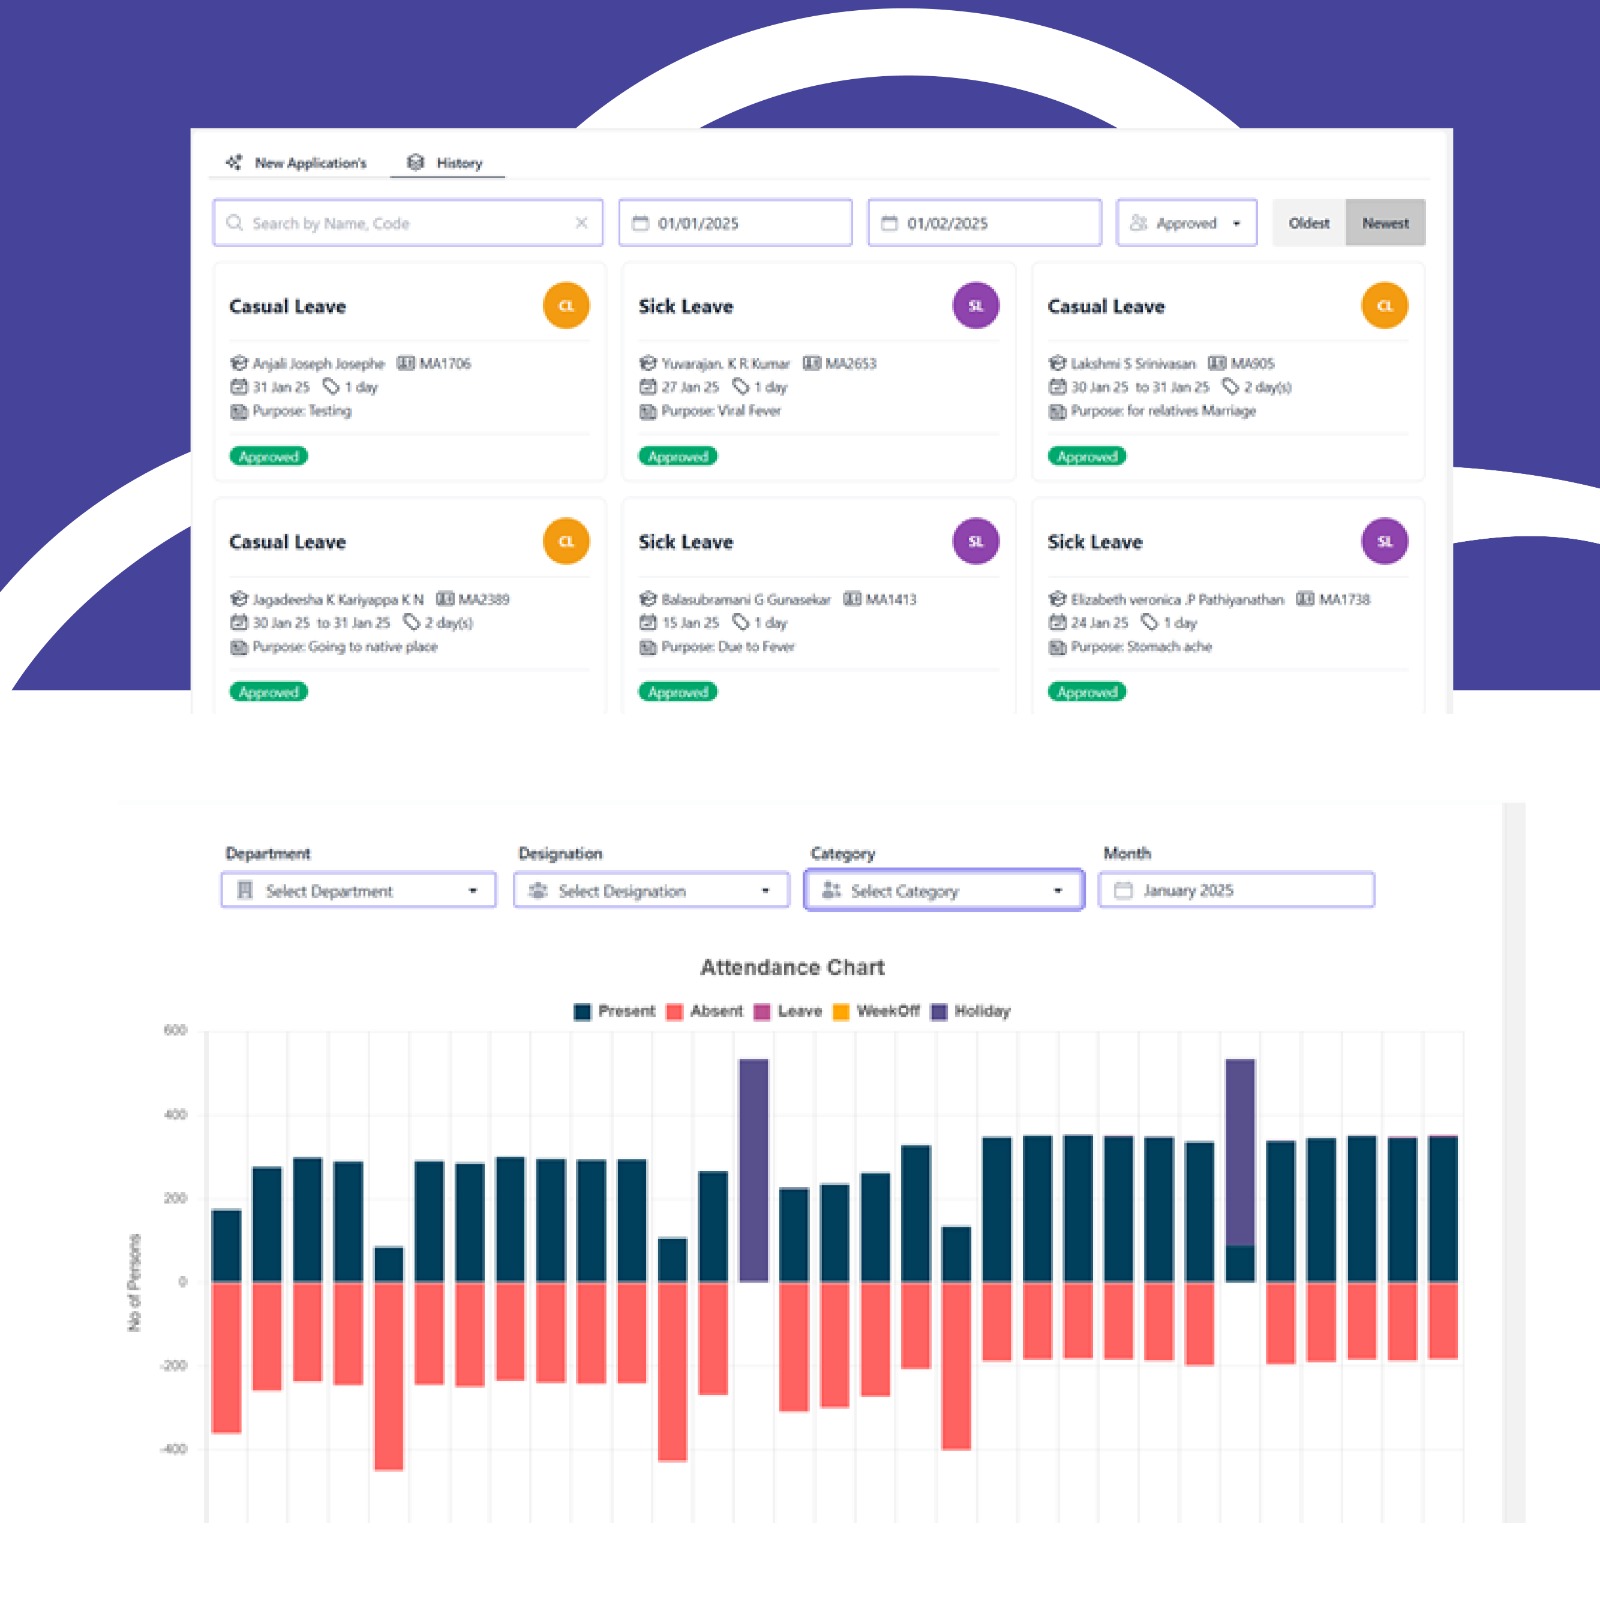 New Application's History
Search by Name, Code 01/01/2025 01/02/2025 Approved Oldest Newest
Casual Leave CL
Anjali Joseph Josephe MA1706
31 Jan 25 1 day
Purpose: Testing
Approved
Sick Leave SL
Yuvarajan. K R Kumar MA2653
27 Jan 25 1 day
Purpose: Viral Fever
Approved
Casual Leave CL
Lakshmi S Srinivasan MA905
30 Jan 25 to 31 Jan 25 2 day(s)
Purpose: for relatives Marriage
Approved
Casual Leave CL
Jagadeesha K Kariyappa K N MA2389
30 Jan 25 to 31 Jan 25 2 day(s)
Purpose: Going to native place
Approved
Sick Leave SL
Balasubramani G Gunasekar MA1413
15 Jan 25 1 day
Purpose: Due to Fever
Approved
Sick Leave SL
Elizabeth veronica .P Pathiyanathan MA1738
24 Jan 25 1 day
Purpose: Stomach ache
Approved
Department Designation Category Month
Select Department Select Designation Select Category January 2025
Attendance Chart
Present Absent Leave WeekOff Holiday
600
400
200
0
-200
-400
No of Persons